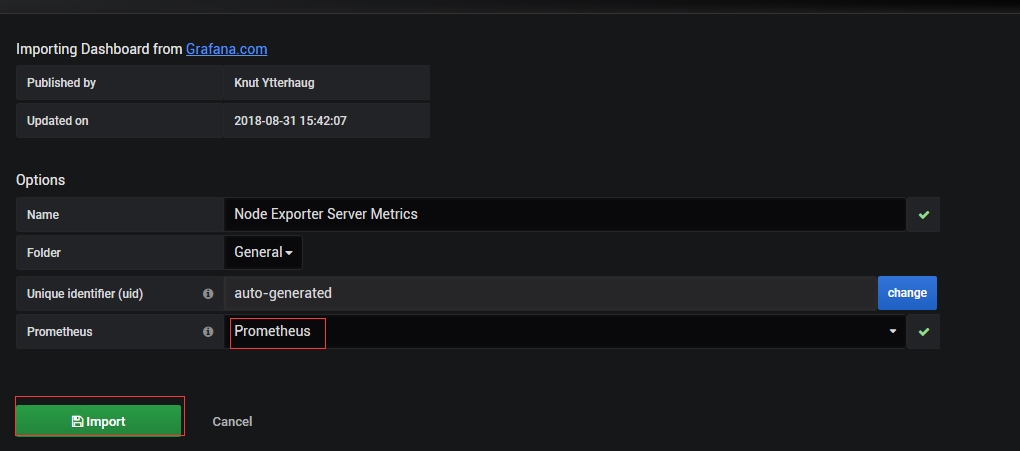 Importing Dashboard from Grafana.com
Published by Knut Ytterhaug
Updated on 2018-08-31 15:42:07
Options
Name Node Exporter Server Metrics
Folder General
Unique identifier (uid) auto-generated change
Prometheus Prometheus
Import Cancel